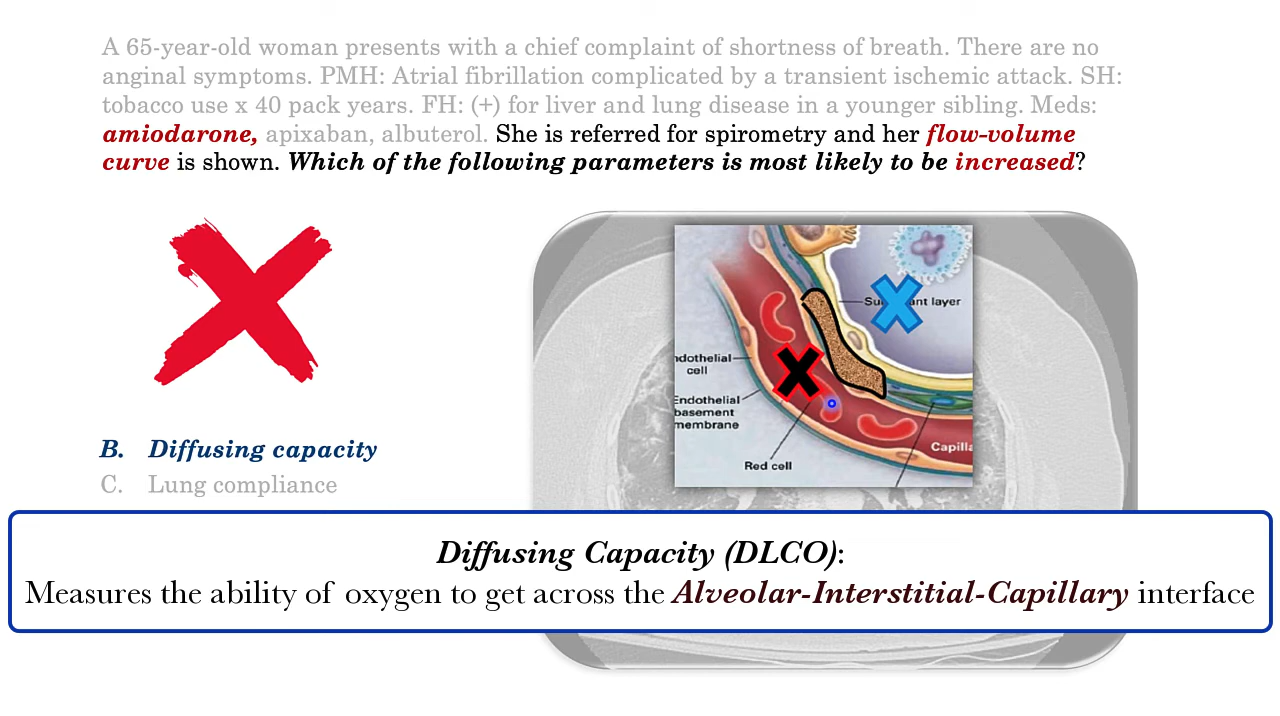 A 65-year-old woman presents with a chief complaint of shortness of breath. There are no
anginal symptoms. PMH: Atrial fibrillation complicated by a transient ischemic attack. SH:
tobacco use x 40 pack years. FH: (+) for liver and lung disease in a younger sibling. Meds:
amiodarone, apixaban, albuterol. She is referred for spirometry and her flow-volume
curve is shown. Which of the following parameters is most likely to be increased?
layer
ndothelial
cell
Endothelial
basement
membrane
Red cell
Capilla
B. Diffusing capacity
C. Lung compliance
Diffusing Capacity (DLCO):
Measures the ability of oxygen to get across the Alveolar-Interstitial-Capillary interface